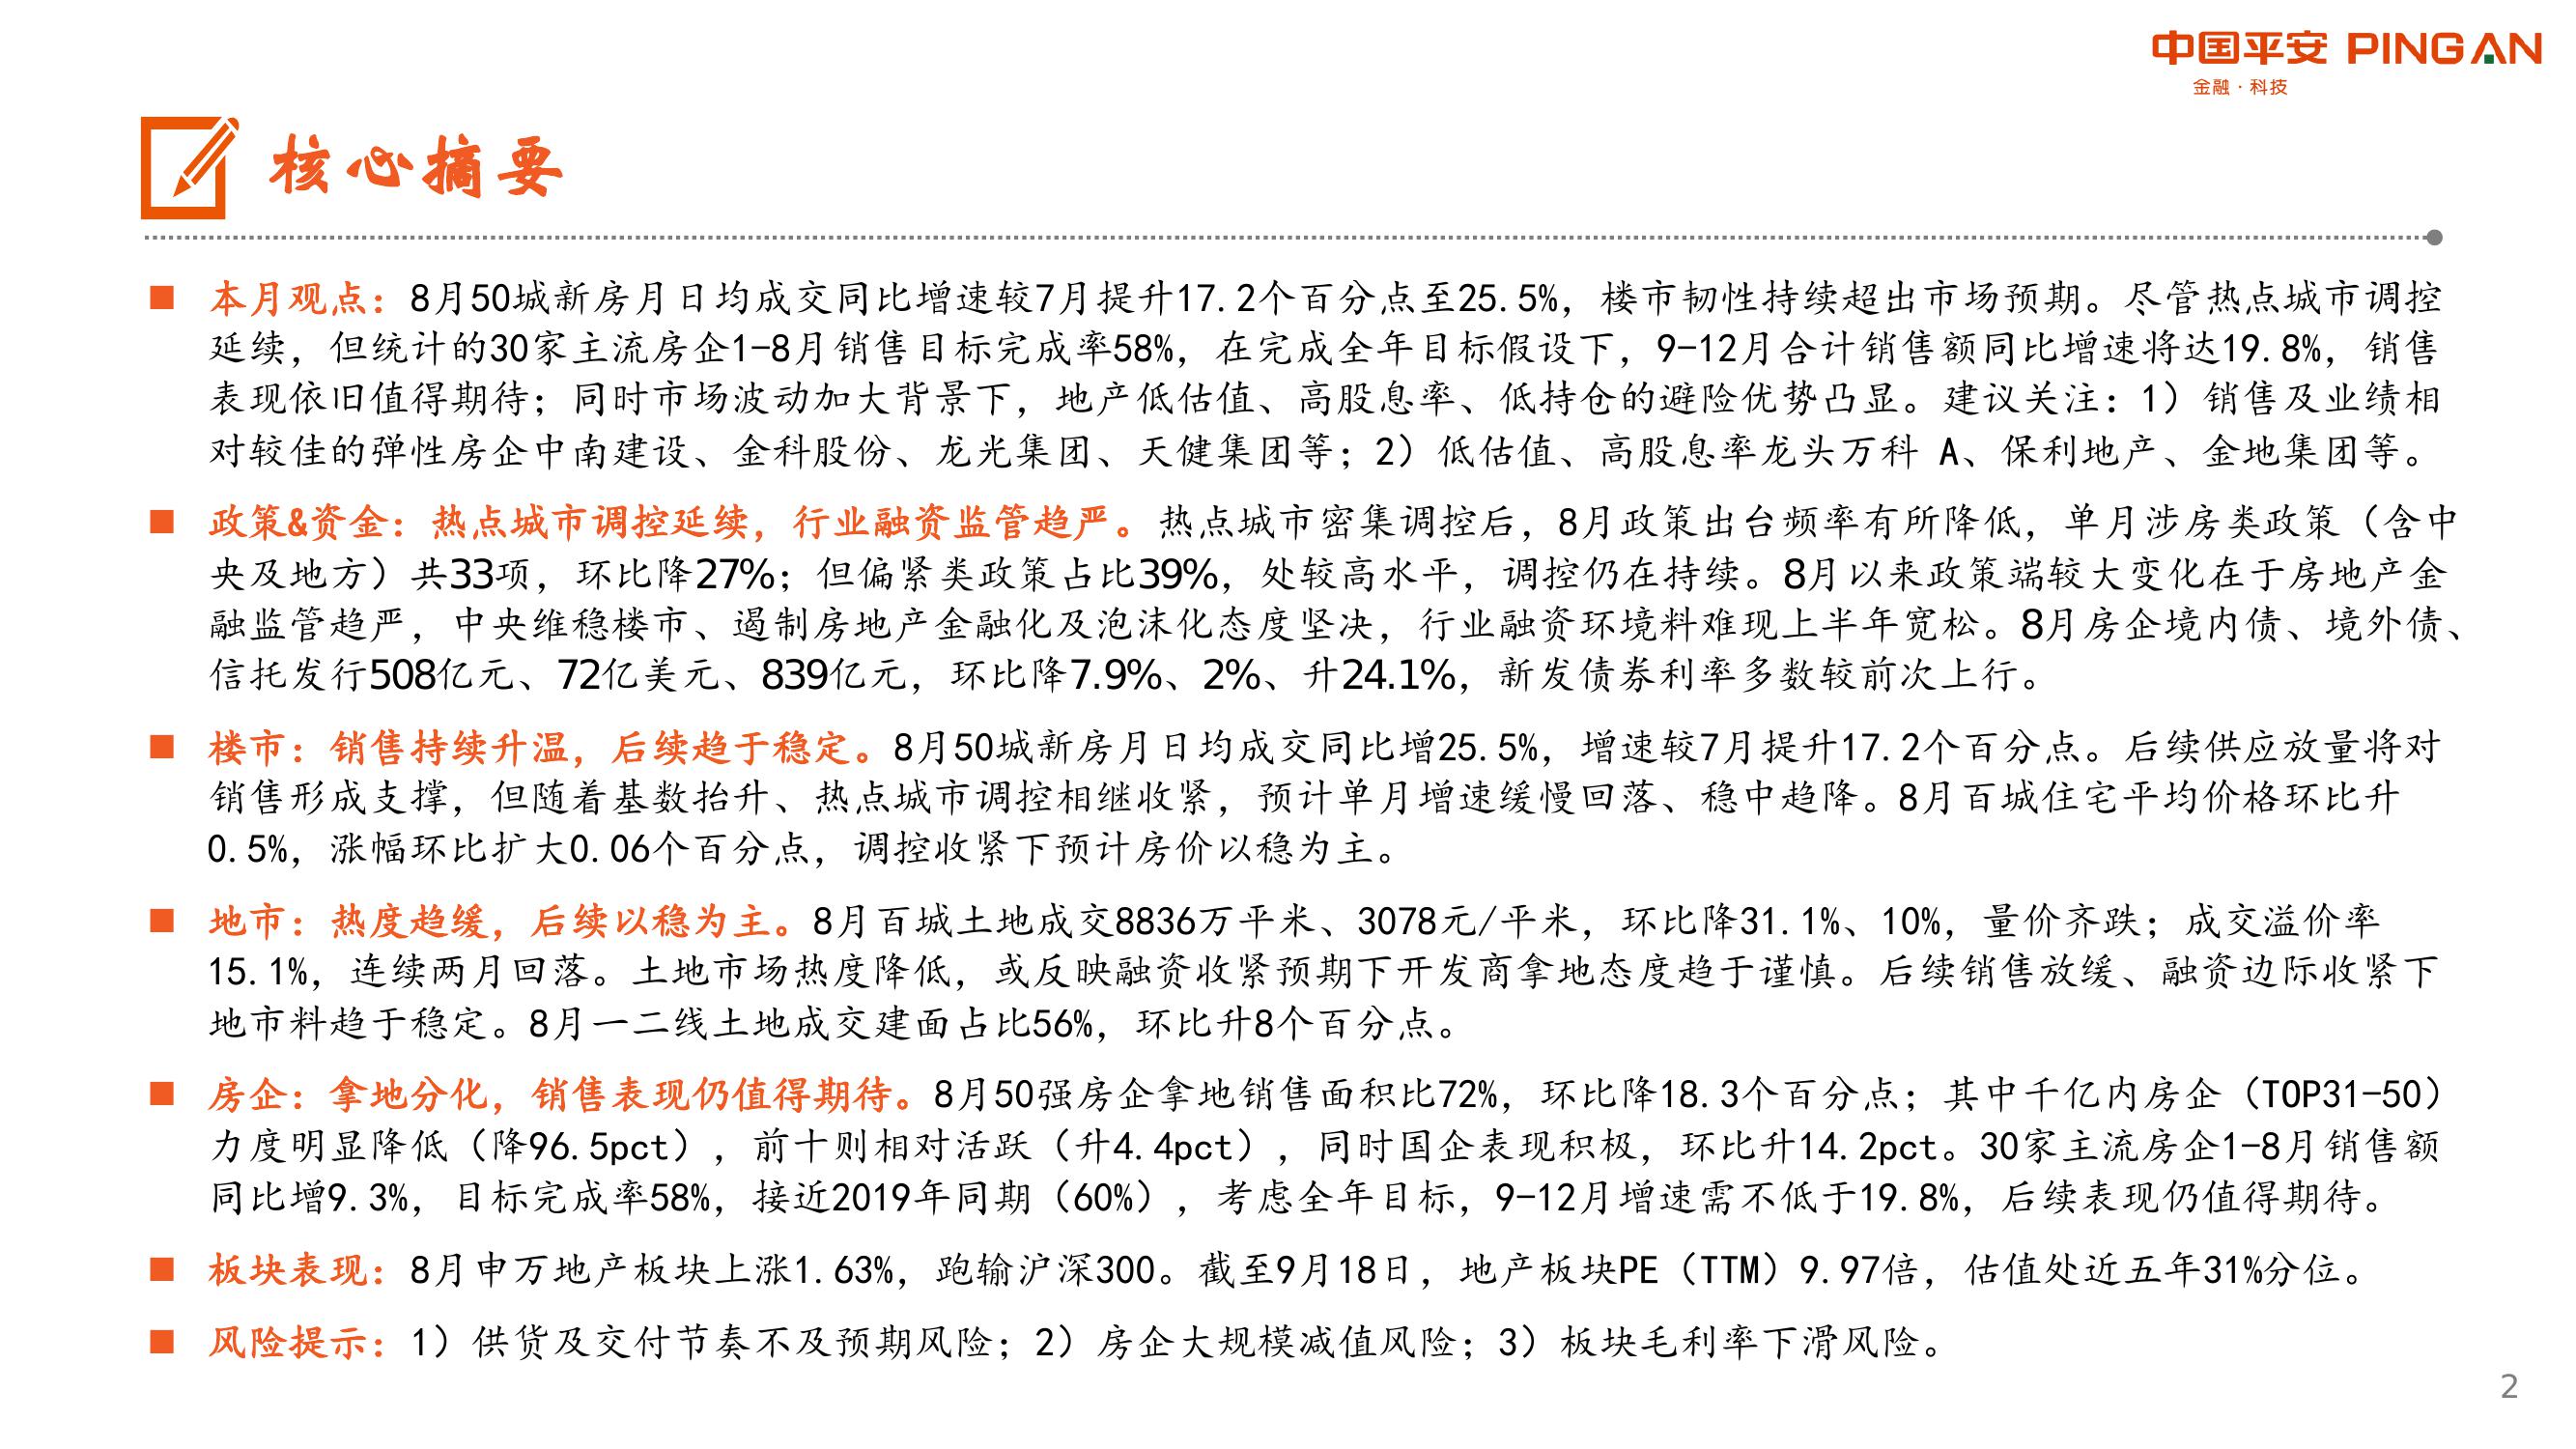 中国平安 PING AN
金融·科技
核心摘要
■ 本月观点：8月50城新房月日均成交同比增速较7月提升17.2个百分点至25.5%，楼市韧性持续超出市场预期。尽管热点城市调控
延续，但统计的30家主流房企1-8月销售目标完成率58%，在完成全年目标假设下，9-12月合计销售额同比增速将达19.8%，销售
表现依旧值得期待；同时市场波动加大背景下，地产低估值、高股息率、低持仓的避险优势凸显。建议关注：1）销售及业绩相
对较佳的弹性房企中南建设、金科股份、龙光集团、天健集团等；2）低估值、高股息率龙头万科 A、保利地产、金地集团等。
■ 政策&资金：热点城市调控延续，行业融资监管趋严。热点城市密集调控后，8月政策出台频率有所降低，单月涉房类政策（含中
央及地方）共33项，环比降27%；但偏紧类政策占比39%，处较高水平，调控仍在持续。8月以来政策端较大变化在于房地产金
融监管趋严，中央维稳楼市、遏制房地产金融化及泡沫化态度坚决，行业融资环境料难现上半年宽松。8月房企境内债、境外债、
信托发行508亿元、72亿美元、839亿元，环比降7.9%、2%、升24.1%，新发债券利率多数较前次上行。
■ 楼市：销售持续升温，后续趋于稳定。8月50城新房月日均成交同比增25.5%，增速较7月提升17.2个百分点。后续供应放量将对
销售形成支撑，但随着基数抬升、热点城市调控相继收紧，预计单月增速缓慢回落、稳中趋降。8月百城住宅平均价格环比升
0.5%，涨幅环比扩大0.06个百分点，调控收紧下预计房价以稳为主。
■ 地市：热度趋缓，后续以稳为主。8月百城土地成交8836万平米、3078元/平米，环比降31.1%、10%，量价齐跌；成交溢价率
15.1%，连续两月回落。土地市场热度降低，或反映融资收紧预期下开发商拿地态度趋于谨慎。后续销售放缓、融资边际收紧下
地市料趋于稳定。8月一二线土地成交建面占比56%，环比升8个百分点。
■ 房企：拿地分化，销售表现仍值得期待。8月50强房企拿地销售面积比72%，环比降18.3个百分点；其中千亿内房企（TOP31-50）
力度明显降低（降96.5pct），前十则相对活跃（升4.4pct），同时国企表现积极，环比升14.2pct。30家主流房企1-8月销售额
同比增9.3%，目标完成率58%，接近2019年同期（60%），考虑全年目标，9-12月增速需不低于19.8%，后续表现仍值得期待。
■ 板块表现：8月申万地产板块上涨1.63%，跑输沪深300。截至9月18日，地产板块PE（TTM）9.97倍，估值处近五年31%分位。
■ 风险提示：1）供货及交付节奏不及预期风险；2）房企大规模减值风险；3）板块毛利率下滑风险。
2